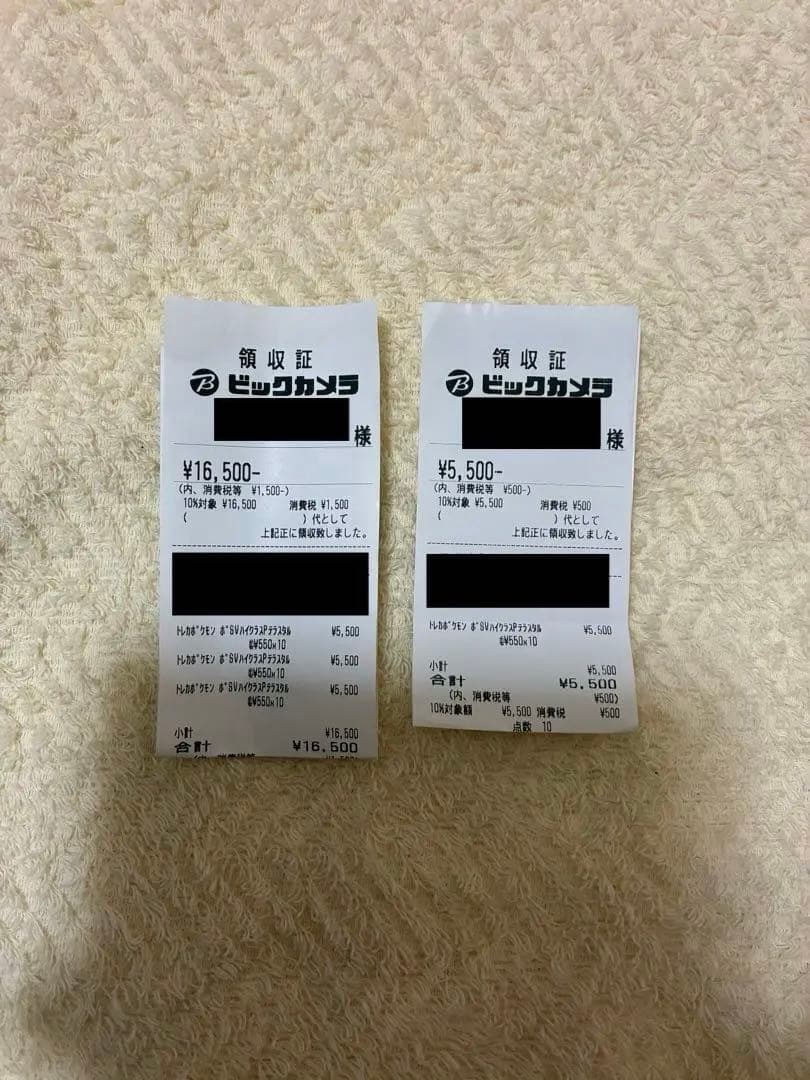 領収証
ビックカメラ
様
¥16,500-
(内、消費税等 ¥1,500-)
10%対象 ¥16,500 消費税 ¥1,500
( )代として
上記正に領収致しました。
トレカポケモン ポSVハイクラスPテラスタル ¥5,500
@¥550×10
トレカポケモン ポSVハイクラスPテラスタル ¥5,500
@¥550×10
トレカポケモン ポSVハイクラスPテラスタル ¥5,500
@¥550×10
小計 ¥16,500
合計 ¥16,500
領収証
ビックカメラ
様
¥5,500-
(内、消費税等 ¥500-)
10%対象 ¥5,500 消費税 ¥500
( )代として
上記正に領収致しました。
トレカポケモン ポSVハイクラスPテラスタル ¥5,500
@¥550×10
小計 ¥5,500
合計 ¥5,500
(内、消費税等 ¥500)
10%対象額 ¥5,500 消費税 ¥500
点数 10